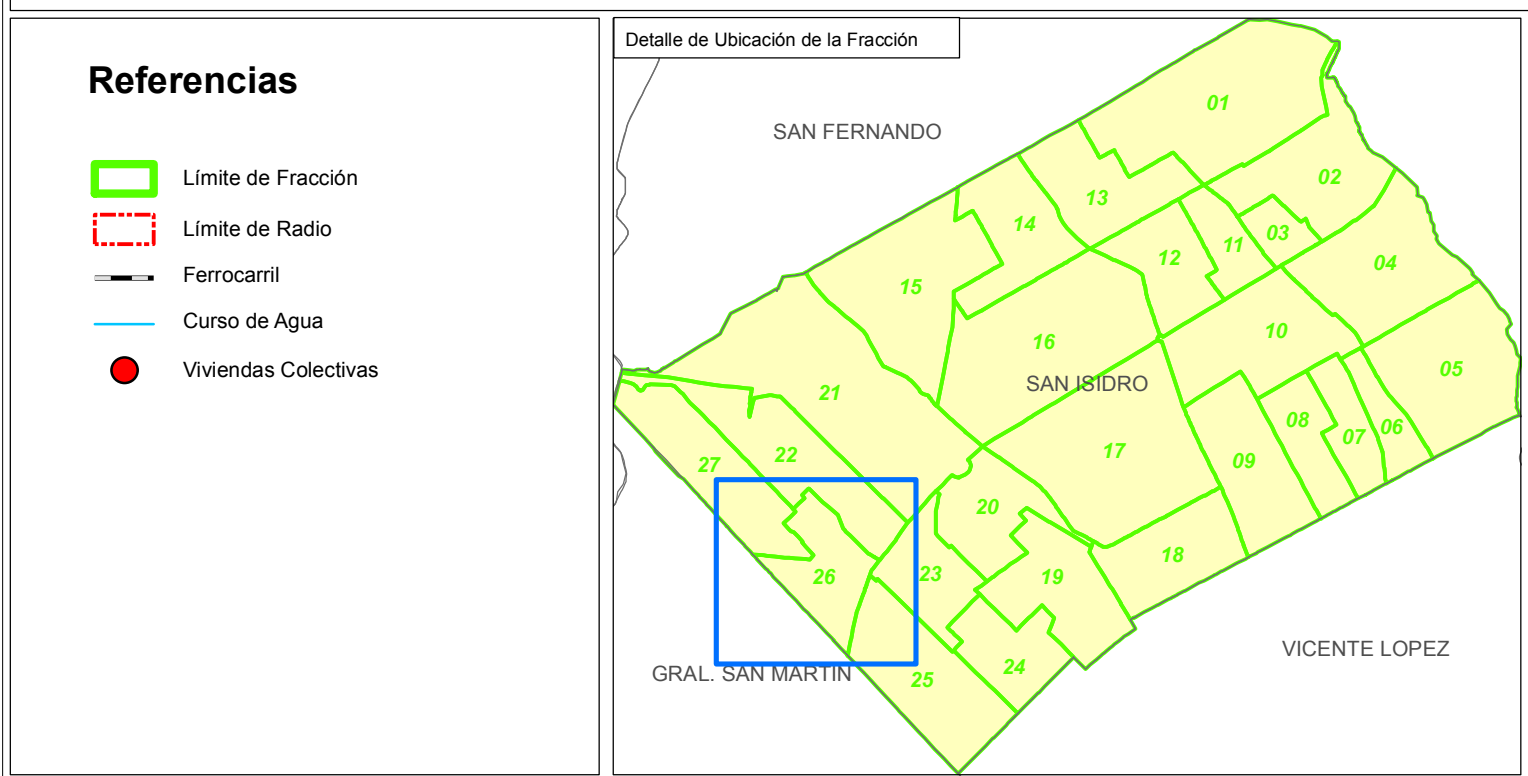 Referencias
Límite de Fracción
Límite de Radio
Ferrocarril
Curso de Agua
Viviendas Colectivas
Detalle de Ubicación de la Fracción
01
SAN FERNANDO
02
13
14
03
11
12
04
15
10
16
05
SAN ISIDRO
21
08
06
07
17
22
09
27
20
18
23
26
19
VICENTE LOPEZ
24
GRAL. SAN MARTIN
25